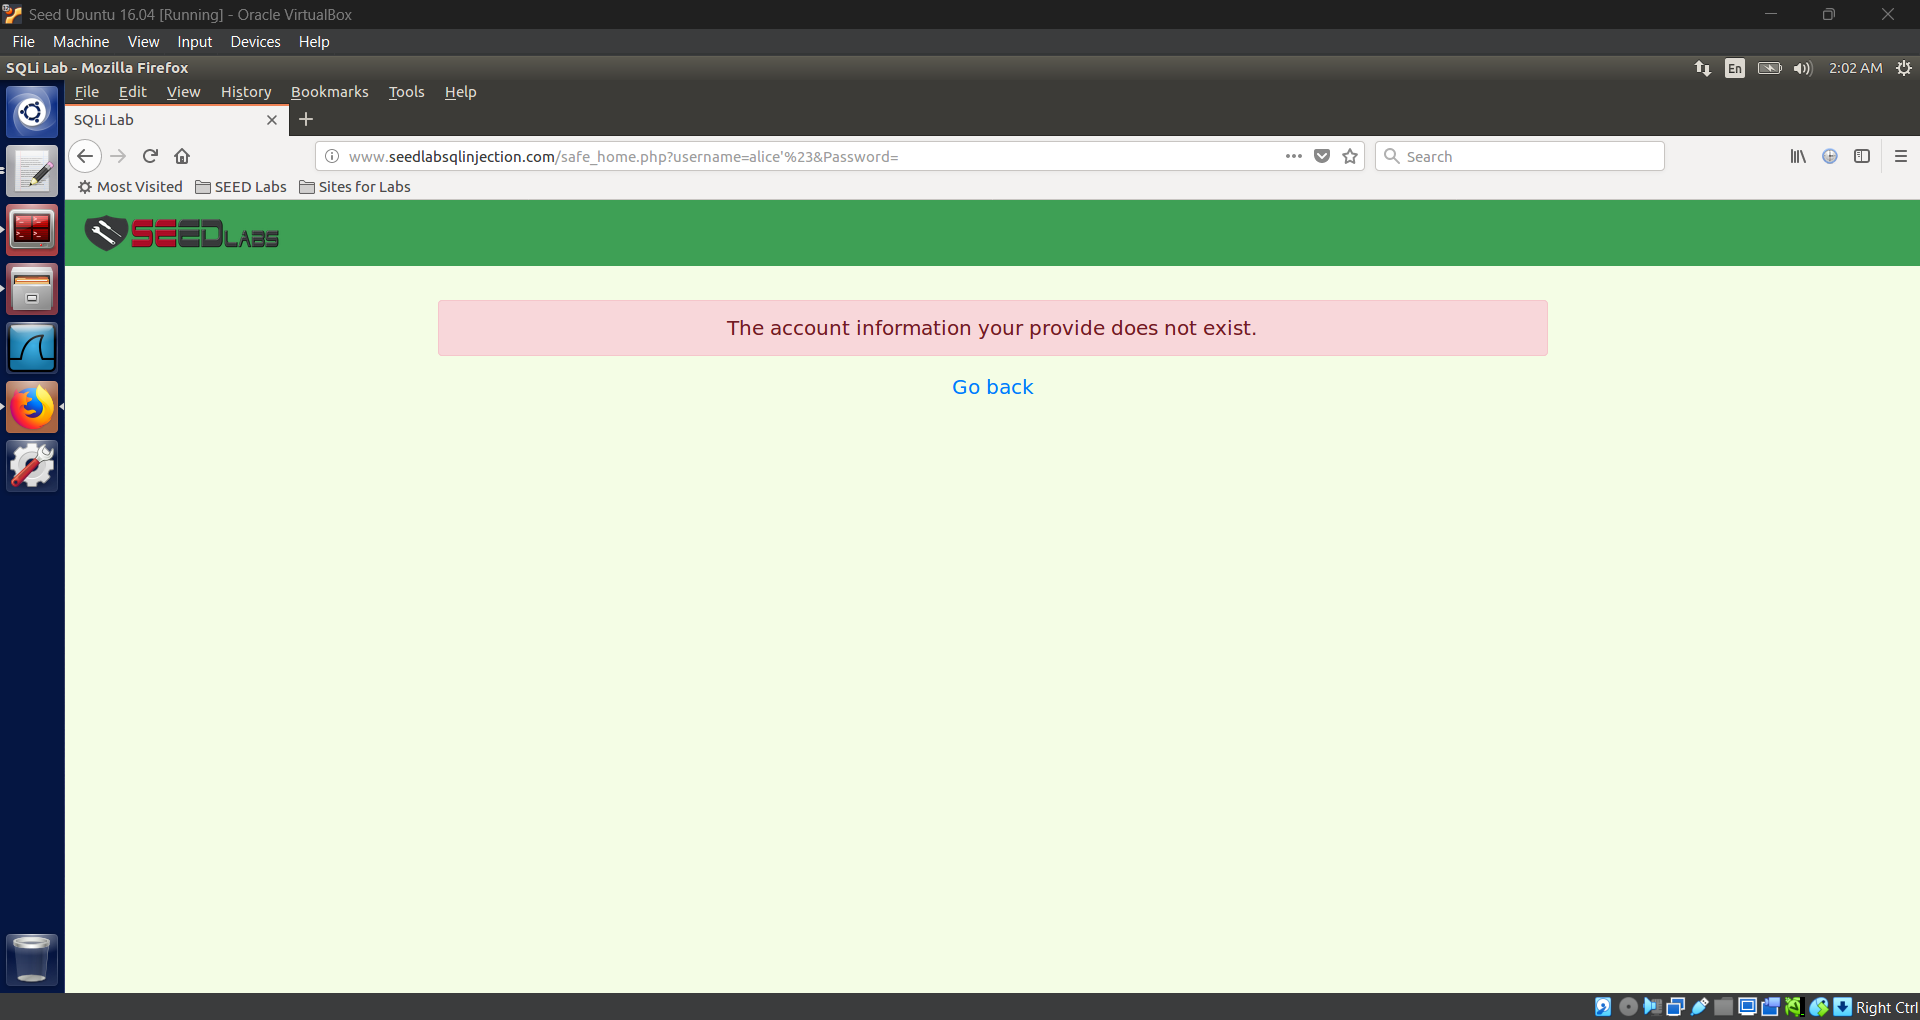 Seed Ubuntu 16.04 [Running] - Oracle VirtualBox
File Machine View Input Devices Help
SQLi Lab - Mozilla Firefox
En 2:02 AM
File Edit View History Bookmarks Tools Help
SQLi Lab
www.seedlabsqlinjection.com/safe_home.php?username=alice'%23&Password=
Search
Most Visited SEED Labs Sites for Labs
SEEDLABS
The account information your provide does not exist.
Go back
Right Ctrl